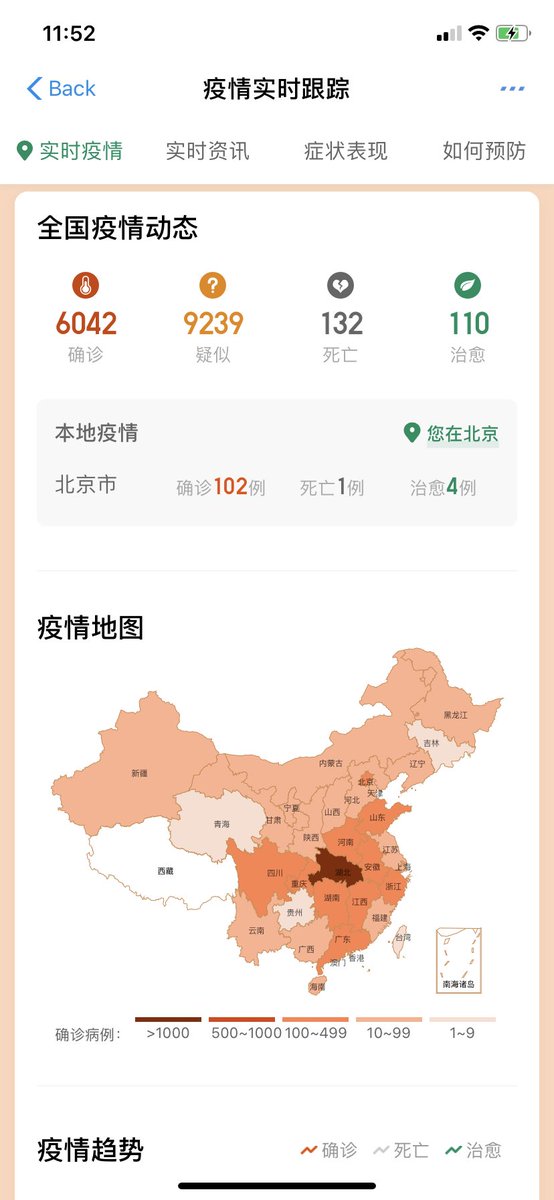 11:52
Back
疫情实时跟踪
实时疫情 实时资讯 症状表现 如何预防
全国疫情动态
6042 9239 132 110
确诊 疑似 死亡 治愈
本地疫情 您在北京
北京市 确诊102例 死亡1例 治愈4例
疫情地图
黑龙江
吉林
内蒙古 辽宁
新疆
北京
天津
河北
宁夏 山西 山东
青海 甘肃
陕西 河南 江苏
西藏 四川 湖北 安徽 上海
重庆 浙江
湖南 江西
贵州 福建
云南 台湾
广西 广东
澳门 香港
海南 南海诸岛
确诊病例: >1000 500~1000 100~499 10~99 1~9
疫情趋势 确诊 死亡 治愈